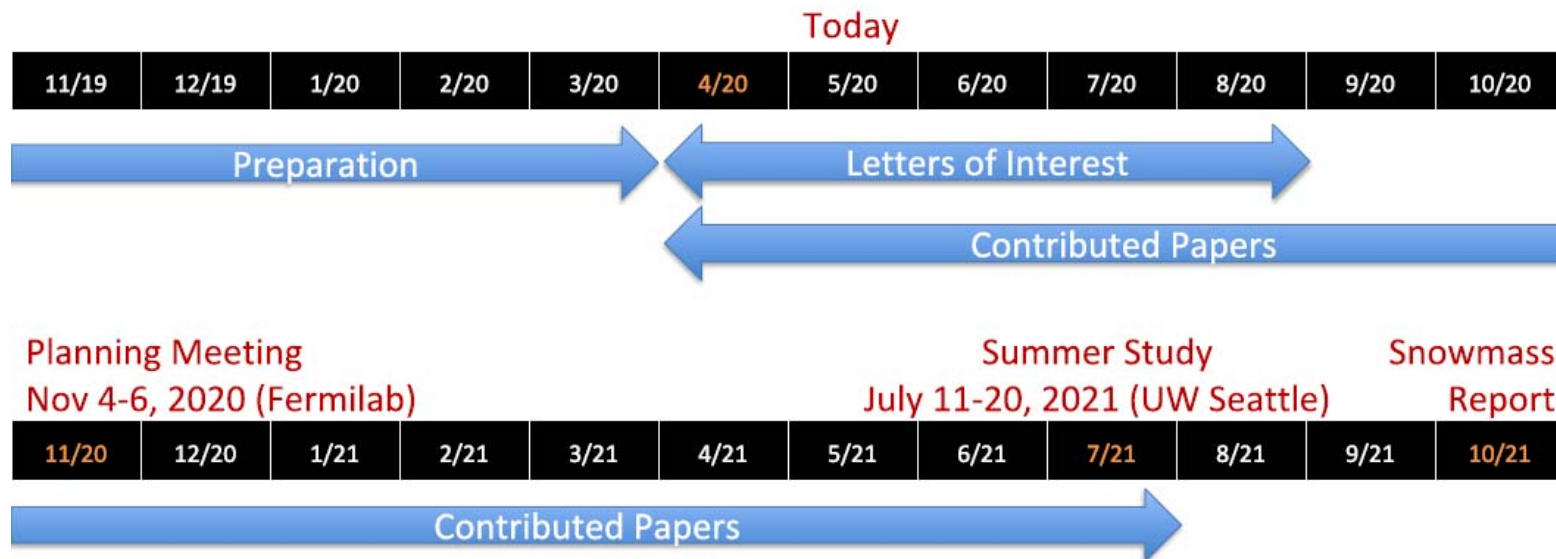 Today
11/19 12/19 1/20 2/20 3/20 4/20 5/20 6/20 7/20 8/20 9/20 10/20
Preparation
Letters of Interest
Contributed Papers
Planning Meeting
Nov 4-6, 2020 (Fermilab)
Summer Study
July 11-20, 2021 (UW Seattle)
Snowmass
Report
11/20 12/20 1/21 2/21 3/21 4/21 5/21 6/21 7/21 8/21 9/21 10/21
Contributed Papers